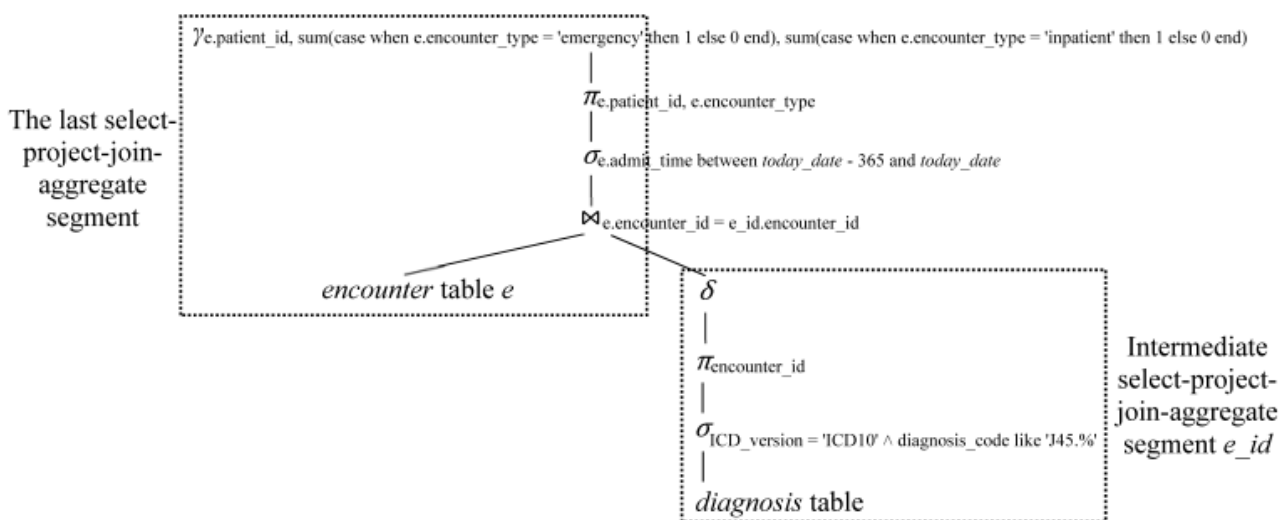 γe.patient_id, sum(case when e.encounter_type = 'emergency' then 1 else 0 end), sum(case when e.encounter_type = 'inpatient' then 1 else 0 end)
πe.patient_id, e.encounter_type
The last select-
project-join-
aggregate
segment
σe.admit_time between today_date - 365 and today_date
⋈e.encounter_id = e_id.encounter_id
encounter table e
δ
πencounter_id
Intermediate
select-project-
join-aggregate
segment e_id
σICD_version = 'ICD10' ∧ diagnosis_code like 'J45.%'
diagnosis table